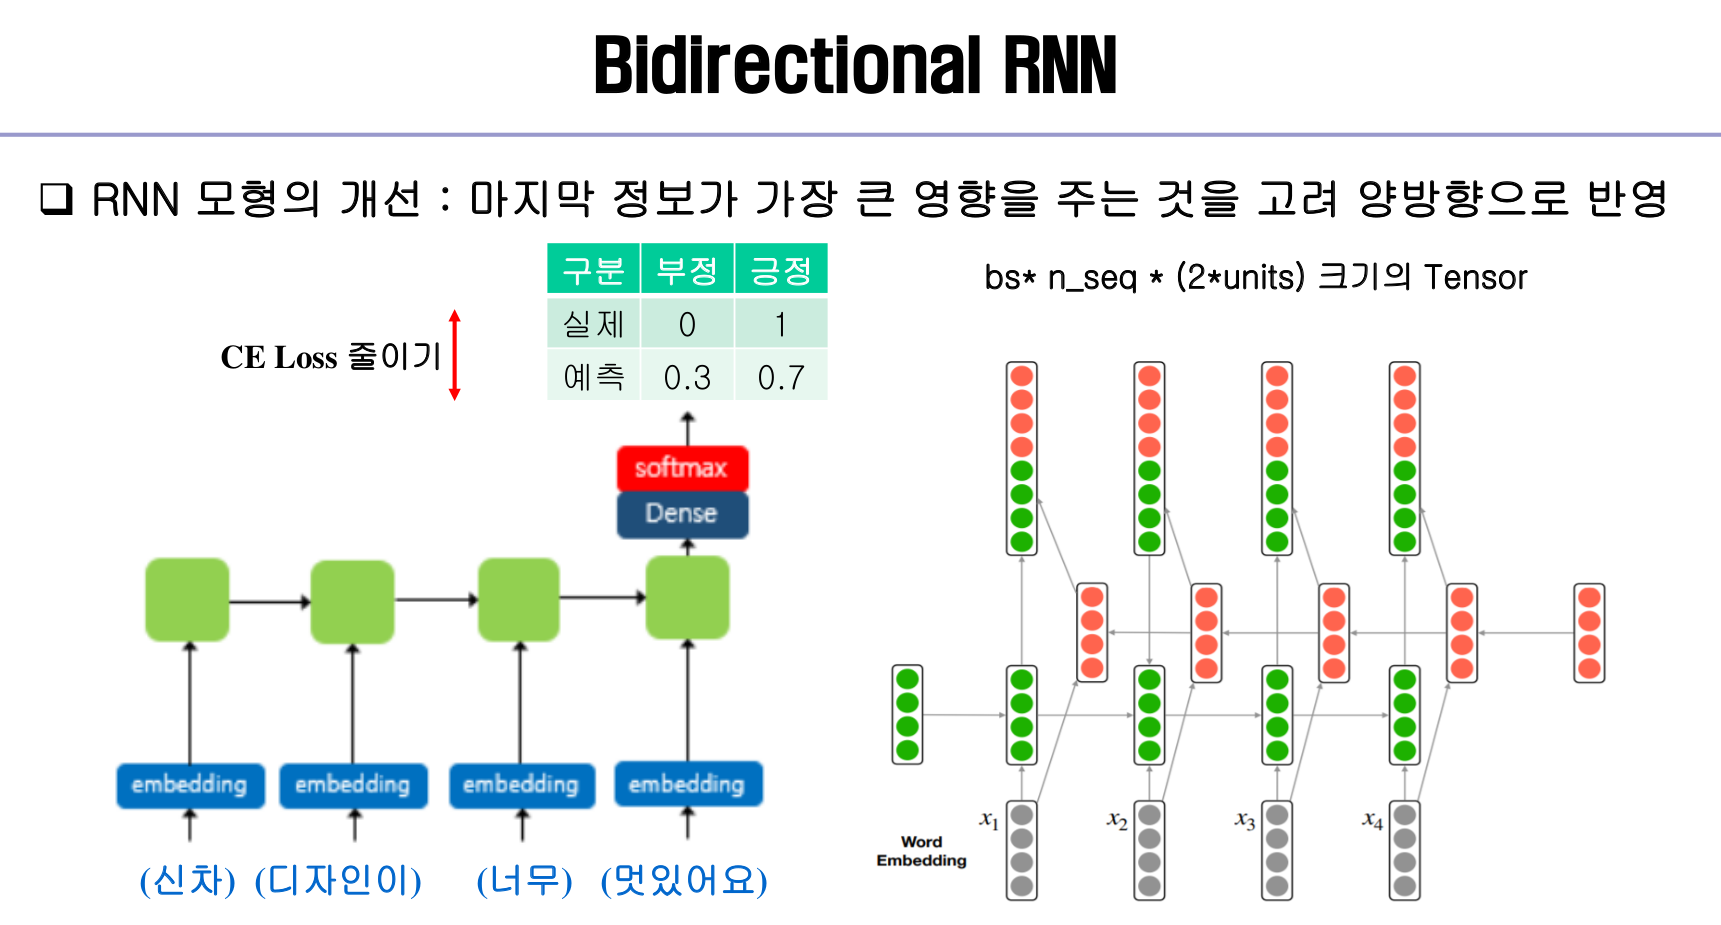 Bidirectional RNN
❑ RNN 모형의 개선 : 마지막 정보가 가장 큰 영향을 주는 것을 고려 양방향으로 반영
구분 부정 긍정
실제 0 1
예측 0.3 0.7
CE Loss 줄이기
softmax
Dense
embedding embedding embedding embedding
(신차) (디자인이) (너무) (멋있어요)
bs* n_seq * (2*units) 크기의 Tensor
x1 x2 x3 x4
Word
Embedding